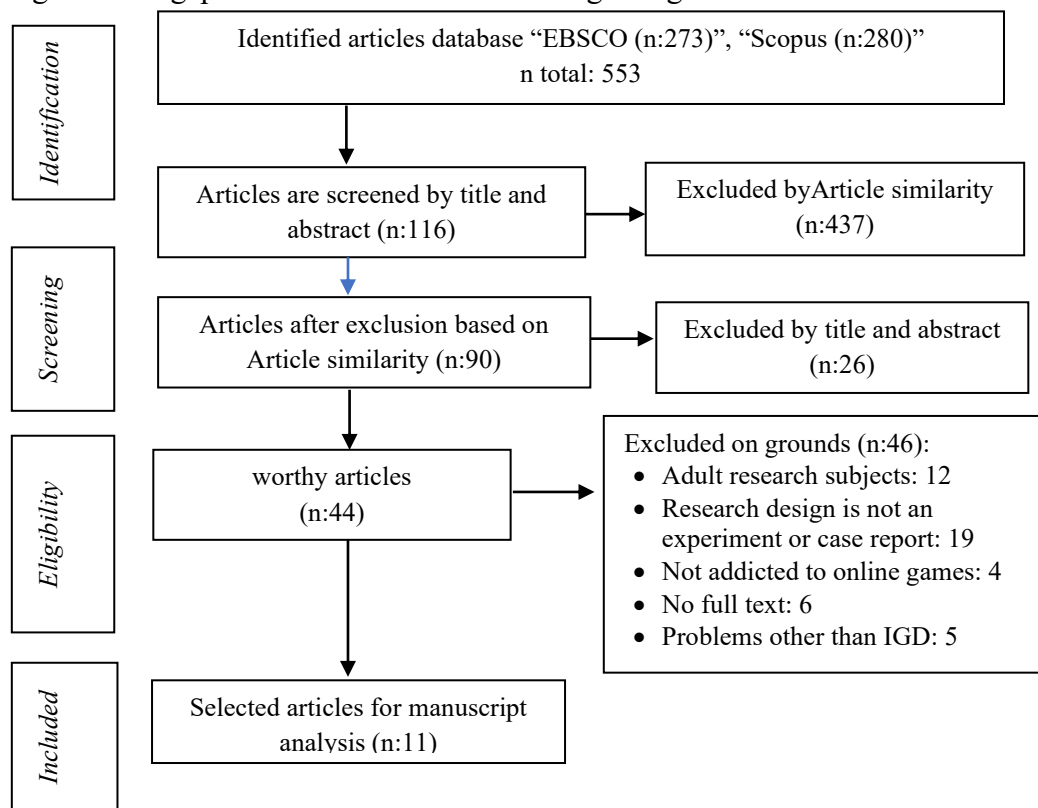 Identification
Identified articles database “EBSCO (n:273)”, “Scopus (n:280)”
n total: 553
Articles are screened by title and
abstract (n:116)
Excluded byArticle similarity
(n:437)
Screening
Articles after exclusion based on
Article similarity (n:90)
Excluded by title and abstract
(n:26)
Eligibility
worthy articles
(n:44)
Excluded on grounds (n:46):
• Adult research subjects: 12
• Research design is not an
experiment or case report: 19
• Not addicted to online games: 4
• No full text: 6
• Problems other than IGD: 5
Included
Selected articles for manuscript
analysis (n:11)